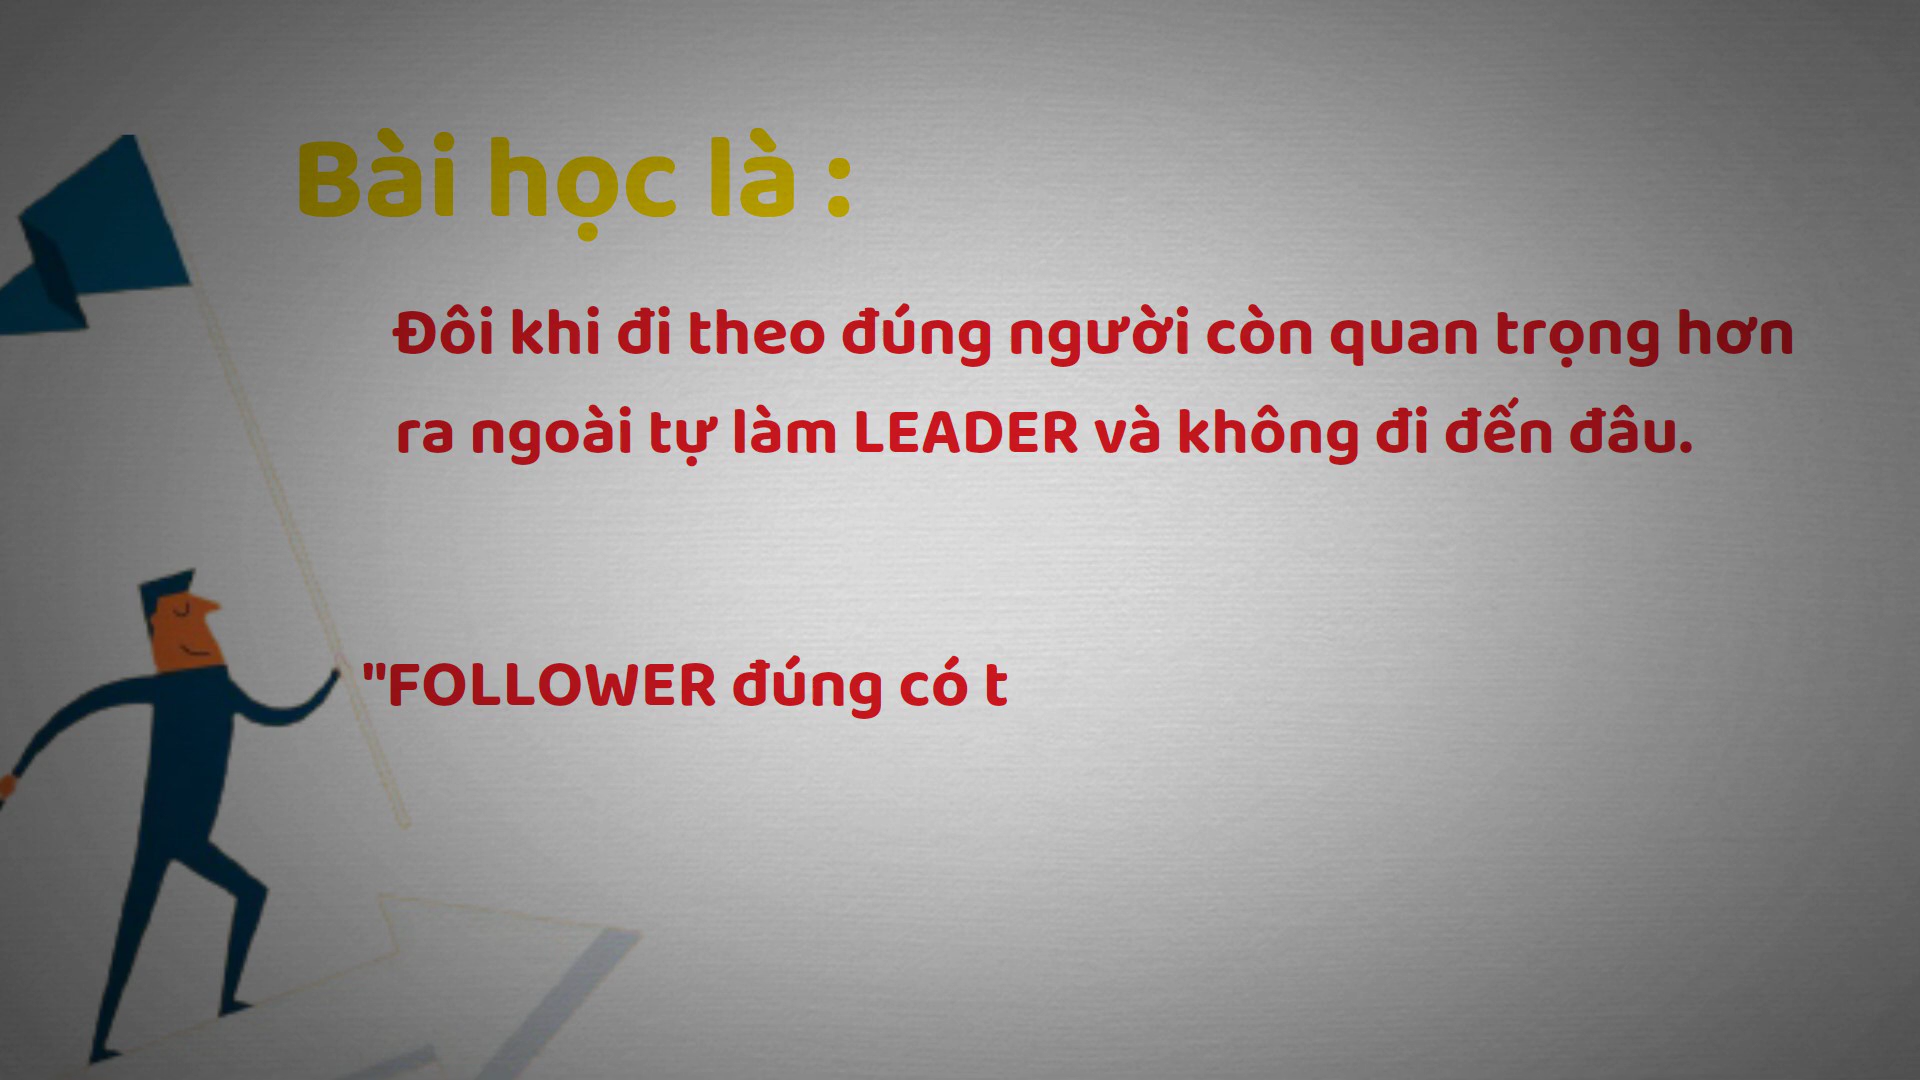 Bài học là :
Đôi khi đi theo đúng người còn quan trọng hơn
ra ngoài tự làm LEADER và không đi đến đâu.
"FOLLOWER đúng có t